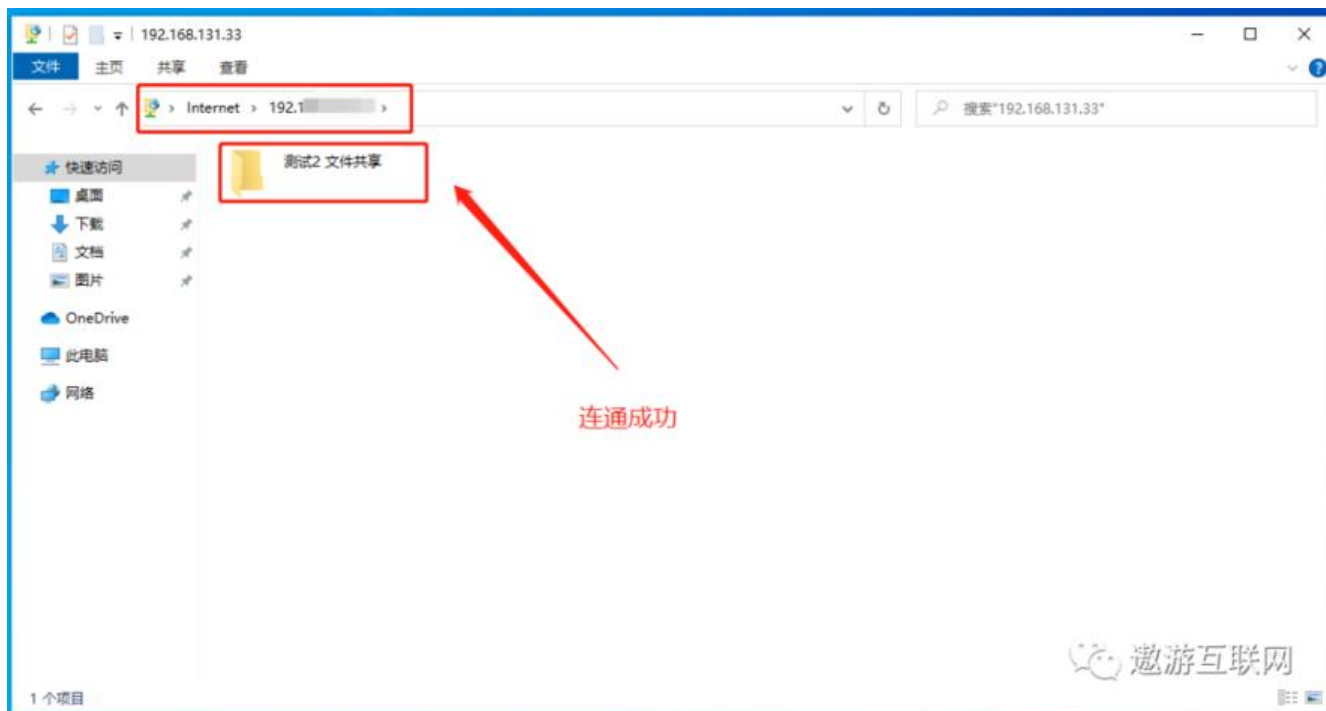 192.168.131.33
文件 主页 共享 查看
Internet 192.1
搜索"192.168.131.33"
快速访问
测试2 文件共享
桌面
下载
文档
图片
OneDrive
此电脑
网络
连通成功
遨游互联网
1 个项目